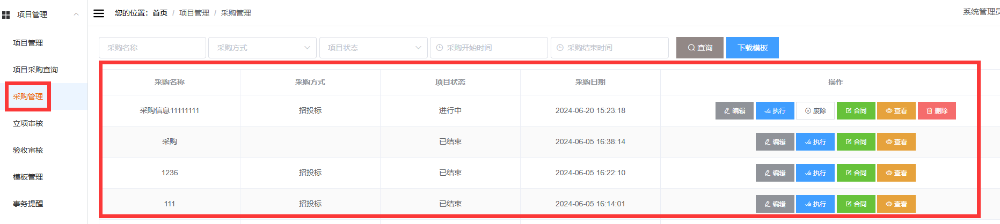 项目管理
您的位置：首页 / 项目管理 / 采购管理
系统管理员
项目管理
项目采购查询
采购管理
立项审核
验收审核
模板管理
事务提醒
采购名称 采购方式 项目状态 采购开始时间 采购结束时间 查询 下载模板
采购名称 采购方式 项目状态 采购日期 操作
采购信息11111111 招投标 进行中 2024-06-20 15:23:18 编辑 执行 废除 合同 查看 删除
采购 已结束 2024-06-05 16:38:14 编辑 执行 合同 查看
1236 招投标 已结束 2024-06-05 16:22:10 编辑 执行 合同 查看
111 招投标 已结束 2024-06-05 16:14:01 编辑 执行 合同 查看